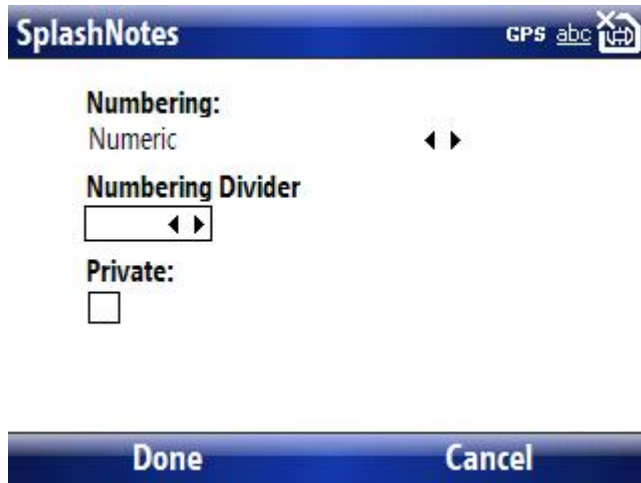 SplashNotes GPS abc
Numbering:
Numeric
Numbering Divider
Private:
Done Cancel